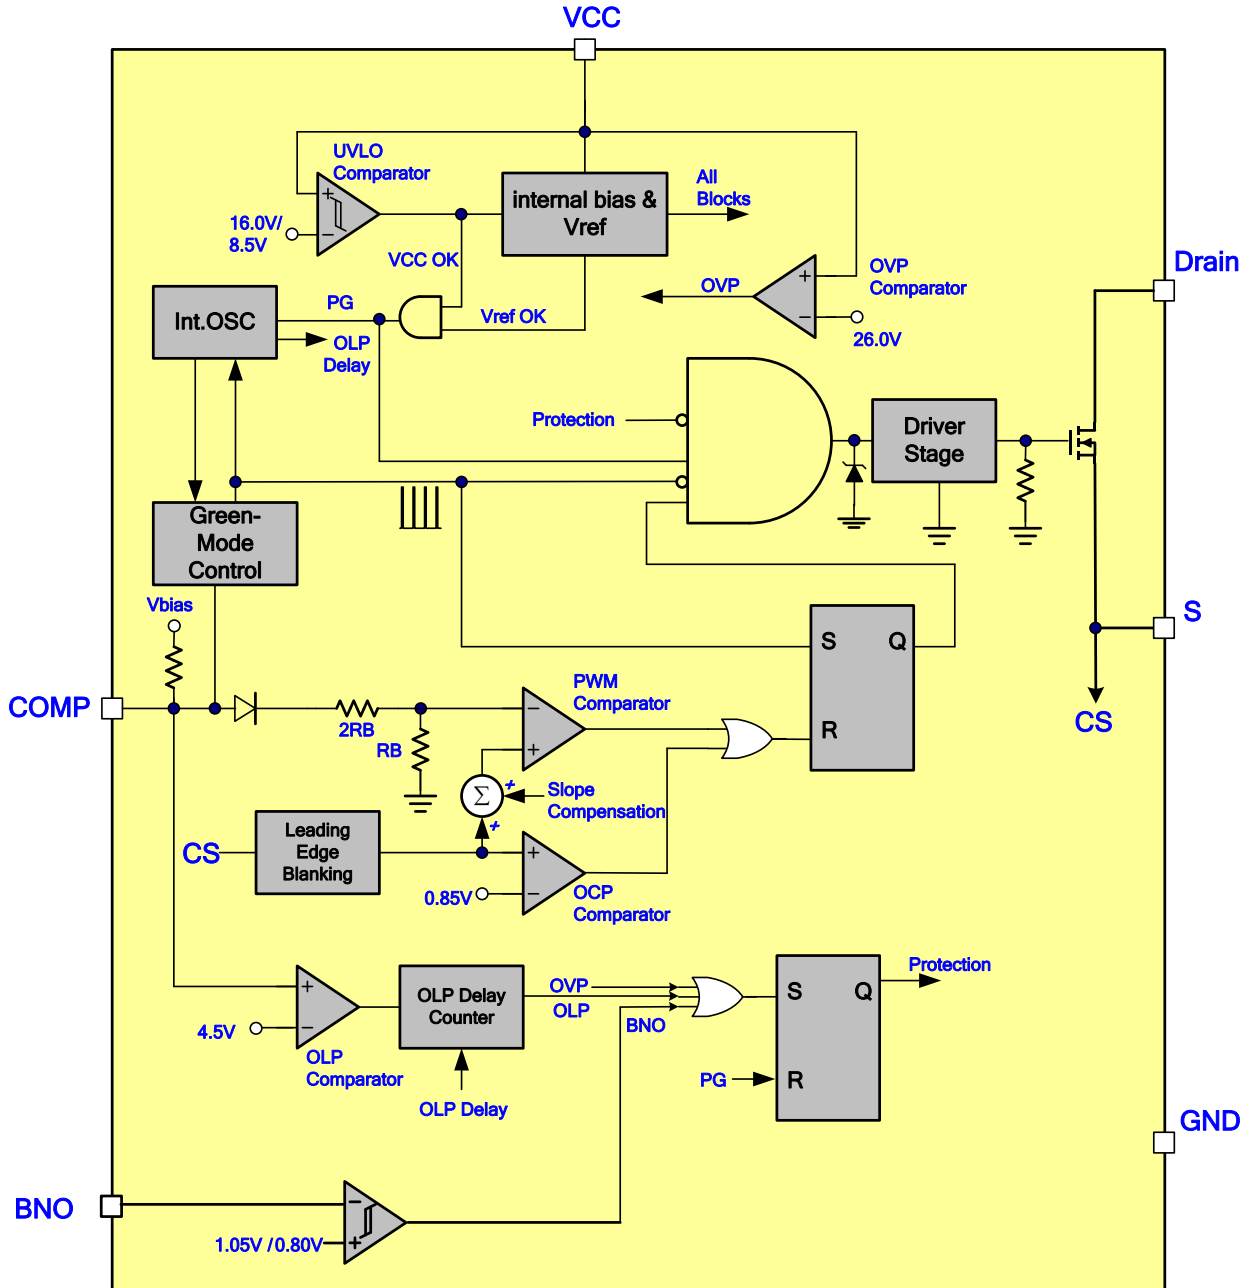 VCC
UVLO
Comparator
16.0V/
8.5V
+
−
VCC OK
internal bias &
Vref
All
Blocks
OVP
+
−
OVP
Comparator
26.0V
Drain
Int.OSC
PG
OLP
Delay
Vref OK
Protection
Driver
Stage
Green-
Mode
Control
Vbias
COMP
2RB
RB
PWM
Comparator
−
+
S
Q
R
S
CS
Σ
+
+
Slope
Compensation
CS
Leading
Edge
Blanking
0.85V
+
−
OCP
Comparator
4.5V
+
−
OLP
Comparator
OLP Delay
Counter
OLP Delay
OVP
OLP
BNO
S
Q
R
PG
Protection
GND
BNO
−
+
1.05V /0.80V